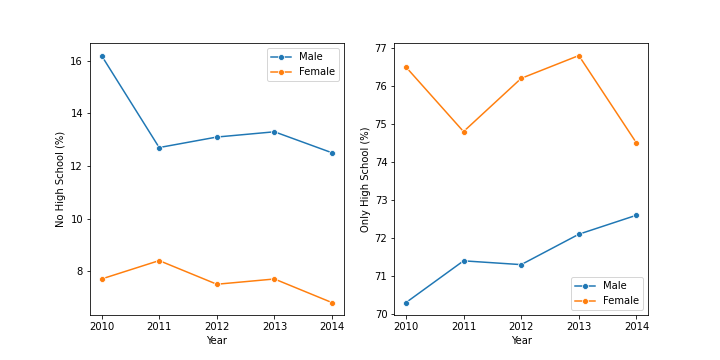 No High School (%)
16
14
12
10
8
Male
Female
2010 2011 2012 2013 2014
Year
Only High School (%)
77
76
75
74
73
72
71
70
Male
Female
2010 2011 2012 2013 2014
Year